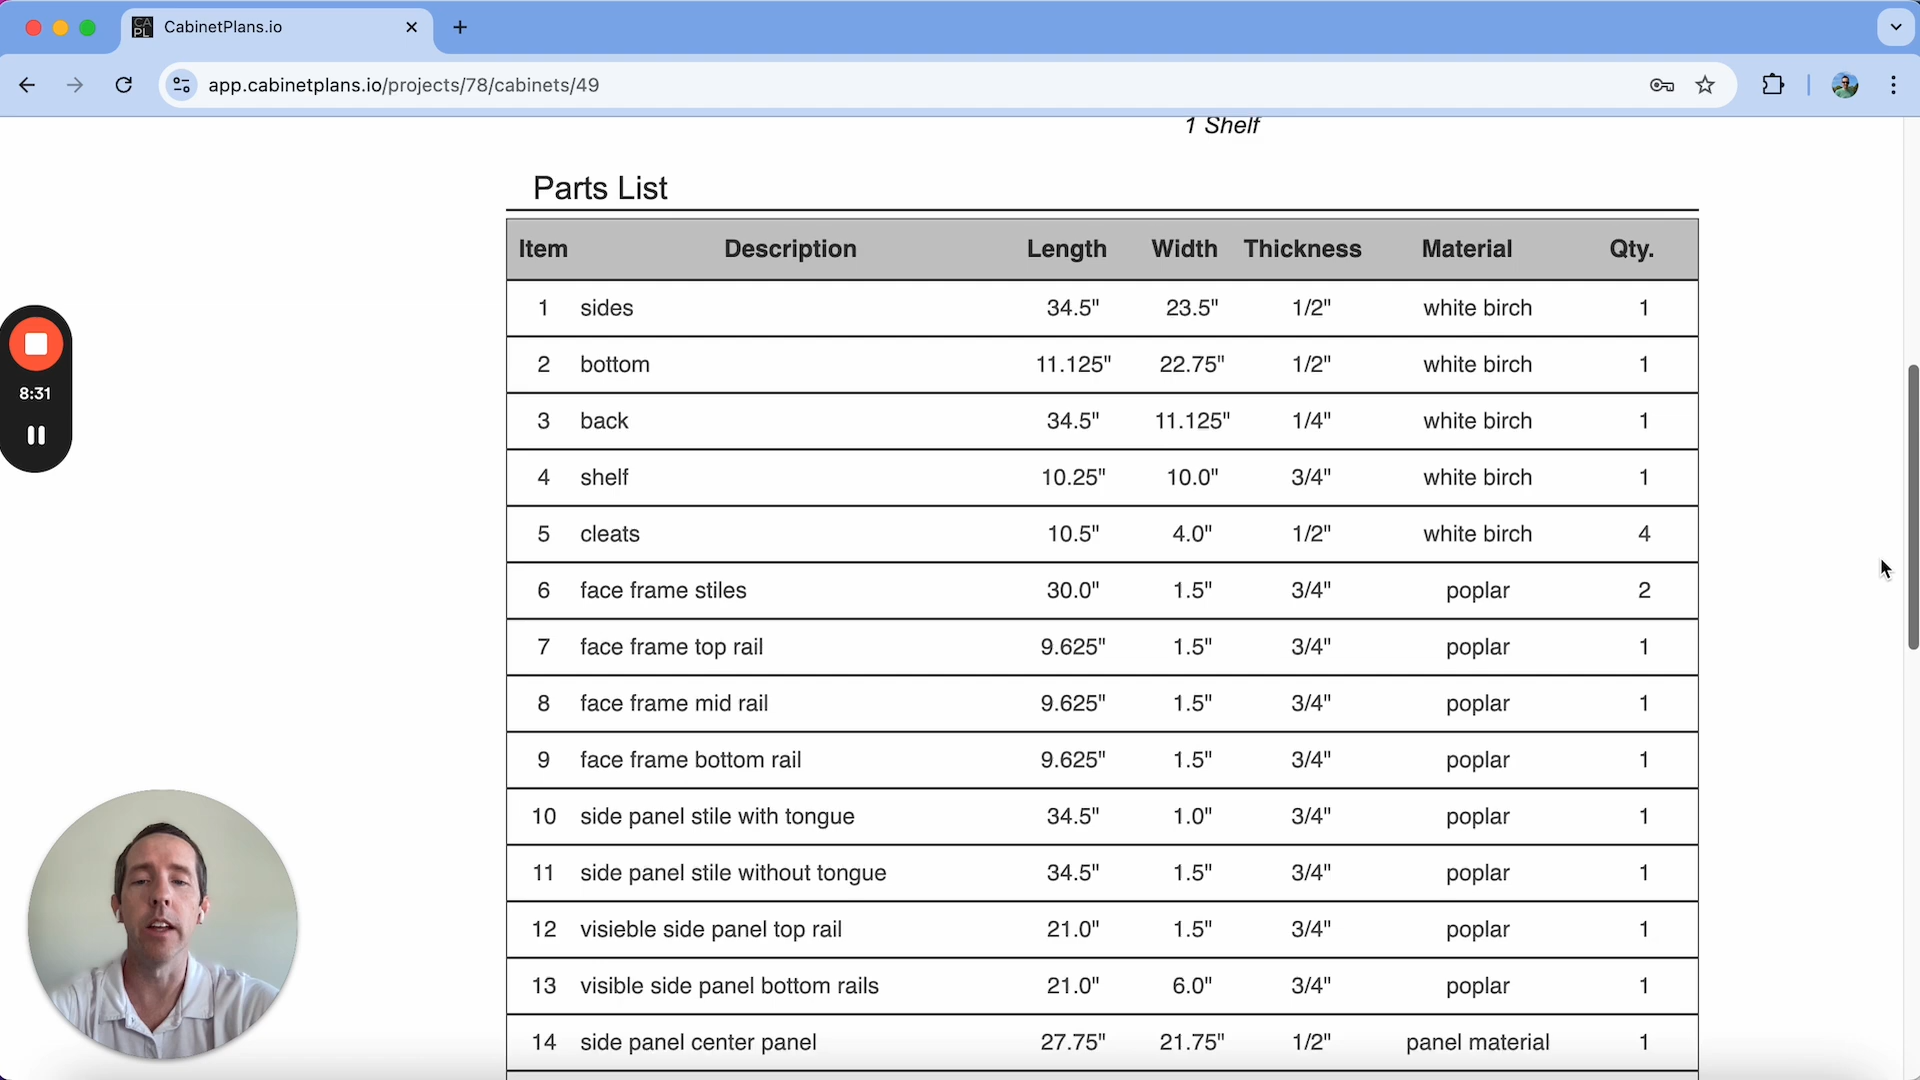 CabinetPlans.io
app.cabinetplans.io/projects/78/cabinets/49
1 Shelf
Parts List
Item Description Length Width Thickness Material Qty.
1 sides 34.5" 23.5" 1/2" white birch 1
2 bottom 11.125" 22.75" 1/2" white birch 1
3 back 34.5" 11.125" 1/4" white birch 1
4 shelf 10.25" 10.0" 3/4" white birch 1
5 cleats 10.5" 4.0" 1/2" white birch 4
6 face frame stiles 30.0" 1.5" 3/4" poplar 2
7 face frame top rail 9.625" 1.5" 3/4" poplar 1
8 face frame mid rail 9.625" 1.5" 3/4" poplar 1
9 face frame bottom rail 9.625" 1.5" 3/4" poplar 1
10 side panel stile with tongue 34.5" 1.0" 3/4" poplar 1
11 side panel stile without tongue 34.5" 1.5" 3/4" poplar 1
12 visieble side panel top rail 21.0" 1.5" 3/4" poplar 1
13 visible side panel bottom rails 21.0" 6.0" 3/4" poplar 1
14 side panel center panel 27.75" 21.75" 1/2" panel material 1
8:31
CA
PL